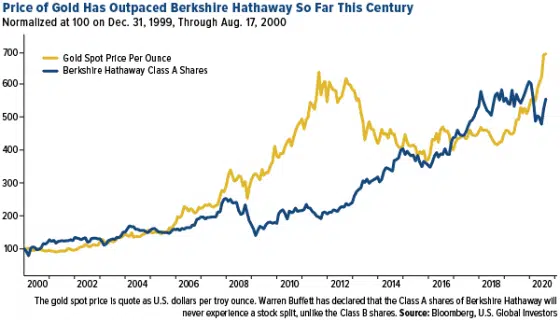 Price of Gold Has Outpaced Berkshire Hathaway So Far This Century
Normalized at 100 on Dec. 31, 1999, Through Aug. 17, 2000
700
600
500
400
300
200
100
Gold Spot Price Per Ounce
Berkshire Hathaway Class A Shares
2000 2002 2004 2006 2008 2010 2012 2014 2016 2018 2020
The gold spot price is quote as U.S. dollars per troy ounce. Warren Buffett has declared that the Class A shares of Berkshire Hathaway will
never experience a stock split, unlike the Class B shares. Source: Bloomberg, U.S. Global Investors